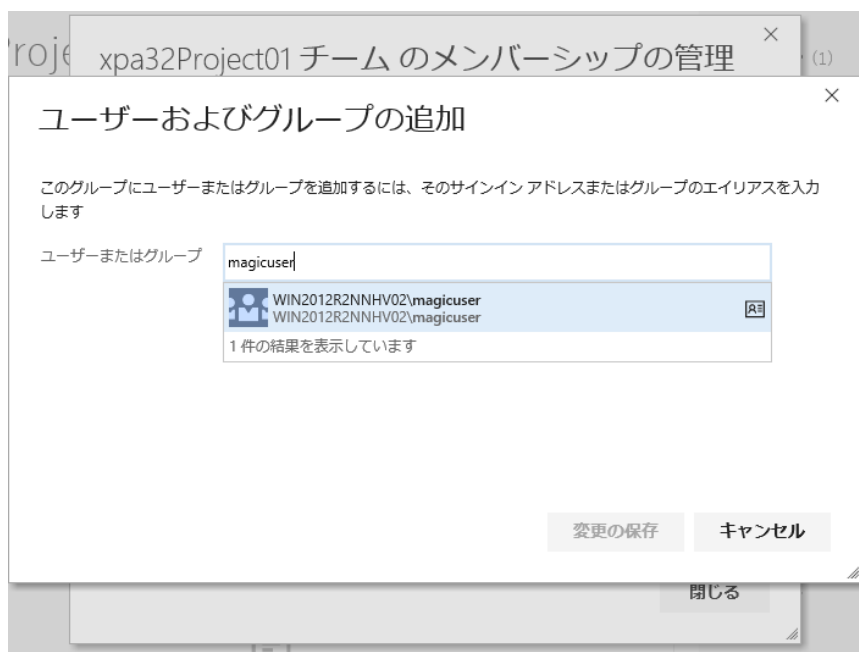 xpa32Project01 チーム のメンバーシップの管理
(1)
ユーザーおよびグループの追加
このグループにユーザーまたはグループを追加するには、そのサインイン アドレスまたはグループのエイリアスを入力
します
ユーザーまたはグループ
magicuser
WIN2012R2NNHV02\magicuser
WIN2012R2NNHV02\magicuser
1 件の結果を表示しています
変更の保存
キャンセル
閉じる